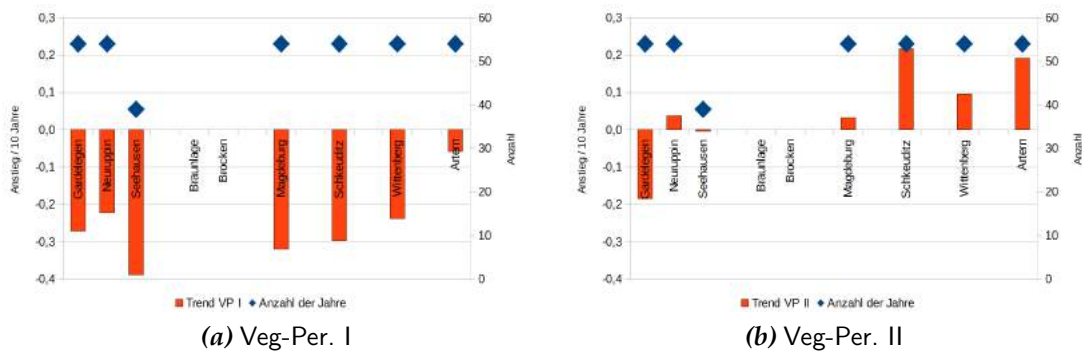 0,3
0,2
0,1
0,0
-0,1
-0,2
-0,3
-0,4
Anstieg / 10 Jahre
Gardelegen
Neuruppin
Seehausen
Braunlage
Brocken
Magdeburg
Schkeuditz
Wittenberg
Artern
60
50
40
30
20
10
0
Anzahl
Trend VP I Anzahl der Jahre
(a) Veg-Per. I
0,3
0,2
0,1
0,0
-0,1
-0,2
-0,3
-0,4
Anstieg / 10 Jahre
Gardelegen
Neuruppin
Seehausen
Braunlage
Brocken
Magdeburg
Schkeuditz
Wittenberg
Artern
60
50
40
30
20
10
0
Anzahl
Trend VP II Anzahl der Jahre
(b) Veg-Per. II